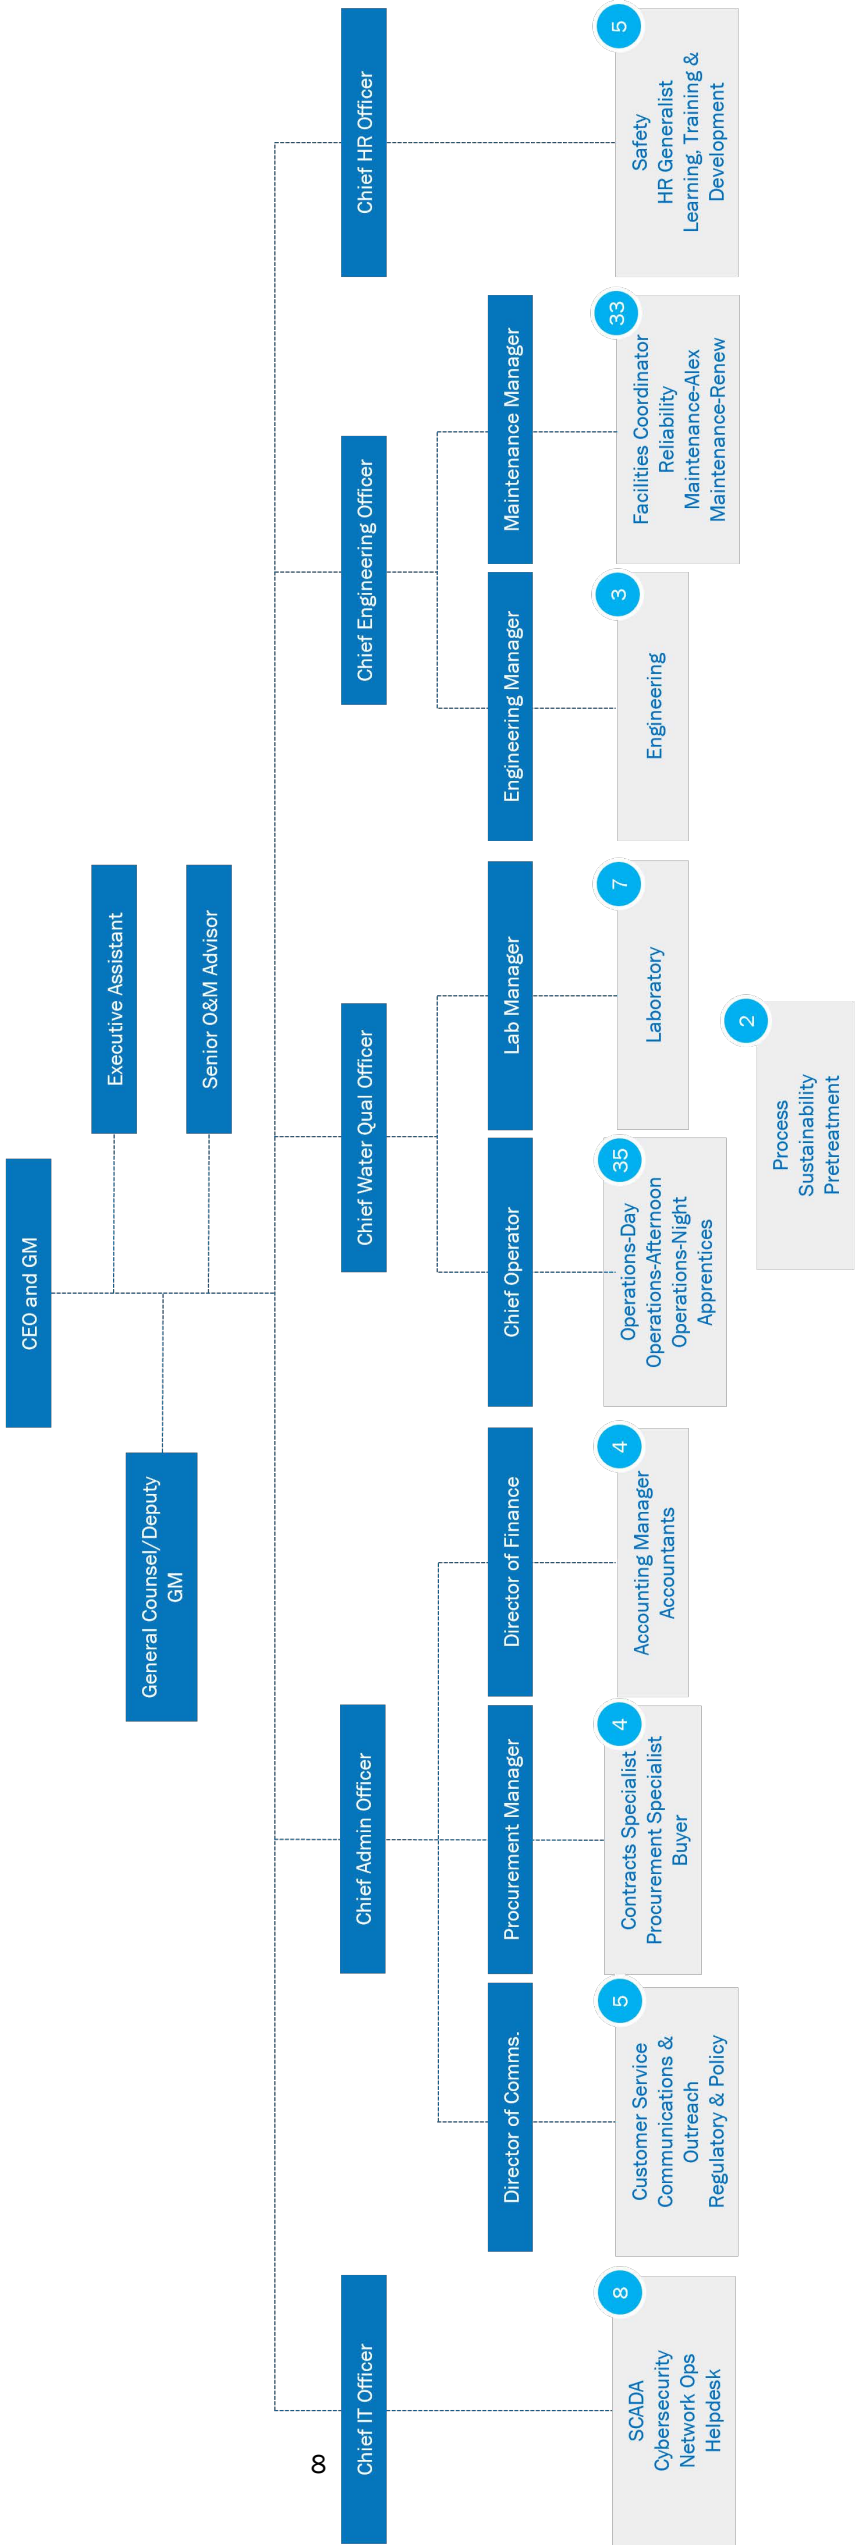 CEO and GM
Executive Assistant
General Counsel/Deputy
GM
Senior O&M Advisor
Chief IT Officer
Chief Admin Officer
Chief Water Qual Officer
Chief Engineering Officer
Chief HR Officer
Director of Comms.
Procurement Manager
Director of Finance
Chief Operator
Lab Manager
Engineering Manager
Maintenance Manager
8
SCADA
Cybersecurity
Network Ops
Helpdesk
5
Customer Service
Communications &
Outreach
Regulatory & Policy
4
Contracts Specialist
Procurement Specialist
Buyer
4
Accounting Manager
Accountants
35
Operations-Day
Operations-Afternoon
Operations-Night
Apprentices
7
Laboratory
3
Engineering
33
Facilities Coordinator
Reliability
Maintenance-Alex
Maintenance-Renew
5
Safety
HR Generalist
Learning, Training &
Development
2
Process
Sustainability
Pretreatment
8